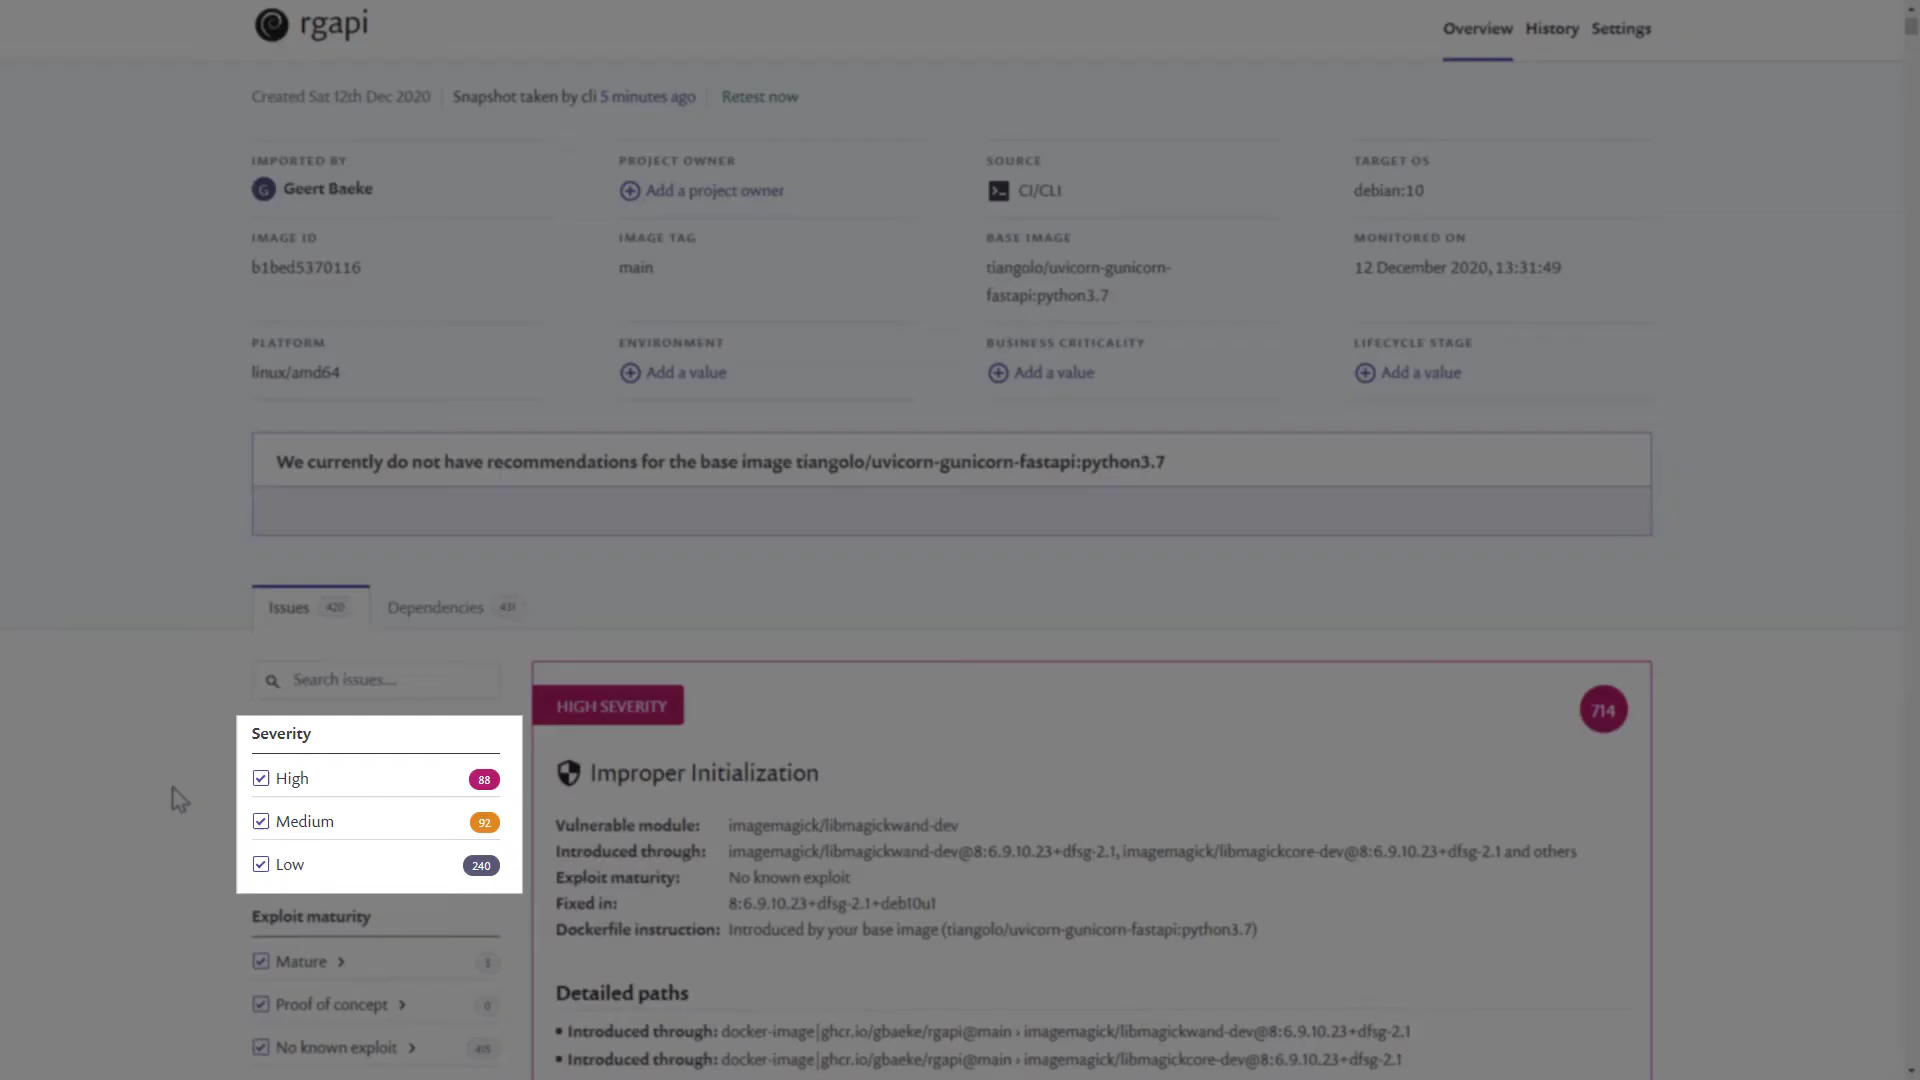 rgapi
Overview History Settings
Created Sat 12th Dec 2020 Snapshot taken by cli 5 minutes ago Retest now
IMPORTED BY PROJECT OWNER SOURCE TARGET OS
G Geert Baeke Add a project owner CI/CLI debian:10
IMAGE ID IMAGE TAG BASE IMAGE MONITORED ON
b1bed5370116 main tiangolo/uvicorn-gunicorn- 12 December 2020, 13:31:49
fastapi:python3.7
PLATFORM ENVIRONMENT BUSINESS CRITICALITY LIFECYCLE STAGE
linux/amd64 Add a value Add a value Add a value
We currently do not have recommendations for the base image tiangolo/uvicorn-gunicorn-fastapi:python3.7
Issues 420 Dependencies 431
Search issues...
Severity
High 88
Medium 92
Low 240
Exploit maturity
Mature 5
Proof of concept 0
No known exploit 415
HIGH SEVERITY 714
Improper Initialization
Vulnerable module: imagemagick/libmagickwand-dev
Introduced through: imagemagick/libmagickwand-dev@8:6.9.10.23+dfsg-2.1, imagemagick/libmagickcore-dev@8:6.9.10.23+dfsg-2.1 and others
Exploit maturity: No known exploit
Fixed in: 8:6.9.10.23+dfsg-2.1+deb10u1
Dockerfile instruction: Introduced by your base image (tiangolo/uvicorn-gunicorn-fastapi:python3.7)
Detailed paths
• Introduced through: docker-image|ghcr.io/gbaeke/rgapi@main › imagemagick/libmagickwand-dev@8:6.9.10.23+dfsg-2.1
• Introduced through: docker-image|ghcr.io/gbaeke/rgapi@main › imagemagick/libmagickcore-dev@8:6.9.10.23+dfsg-2.1